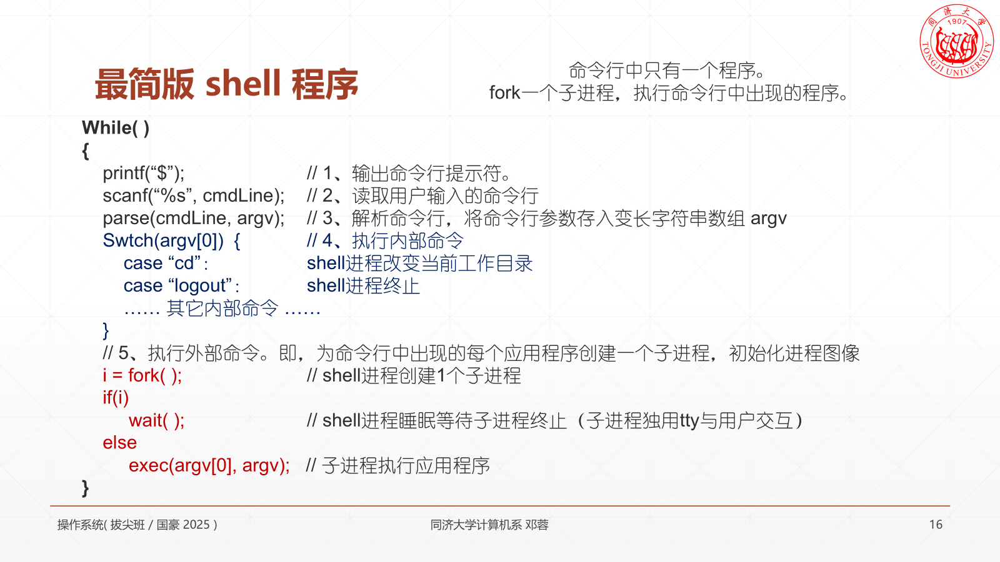 同济大学
1907
TONGJI UNIVERSITY
最简版 shell 程序
命令行中只有一个程序。
fork一个子进程，执行命令行中出现的程序。
While( )
{
printf(“$”); // 1、输出命令行提示符。
scanf(“%s”, cmdLine); // 2、读取用户输入的命令行
parse(cmdLine, argv); // 3、解析命令行，将命令行参数存入变长字符串数组 argv
Swtch(argv[0]) { // 4、执行内部命令
case “cd”： shell进程改变当前工作目录
case “logout”： shell进程终止
…… 其它内部命令 ……
}
// 5、执行外部命令。即，为命令行中出现的每个应用程序创建一个子进程，初始化进程图像
i = fork( ); // shell进程创建1个子进程
if(i)
wait( ); // shell进程睡眠等待子进程终止（子进程独用tty与用户交互）
else
exec(argv[0], argv); // 子进程执行应用程序
}
操作系统( 拔尖班 / 国豪 2025 ) 同济大学计算机系 邓蓉 16